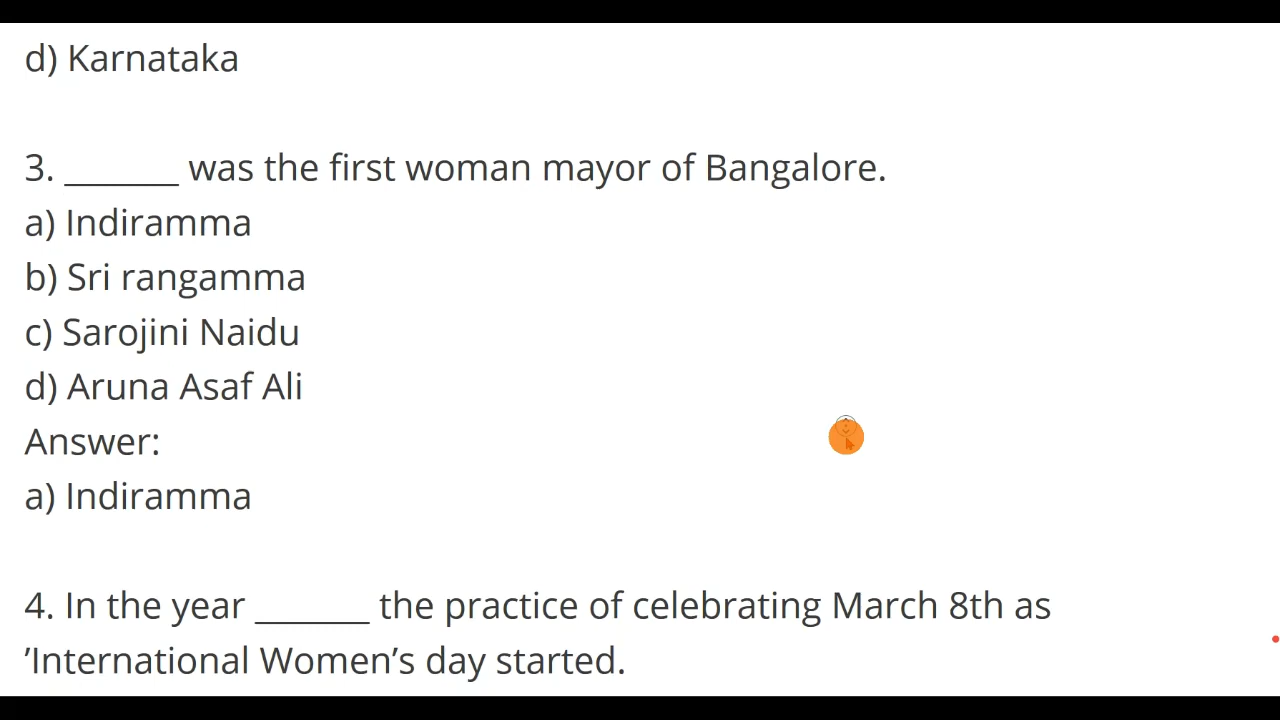 d) Karnataka
3. ______ was the first woman mayor of Bangalore.
a) Indiramma
b) Sri rangamma
c) Sarojini Naidu
d) Aruna Asaf Ali
Answer:
a) Indiramma
4. In the year ______ the practice of celebrating March 8th as
’International Women’s day started.